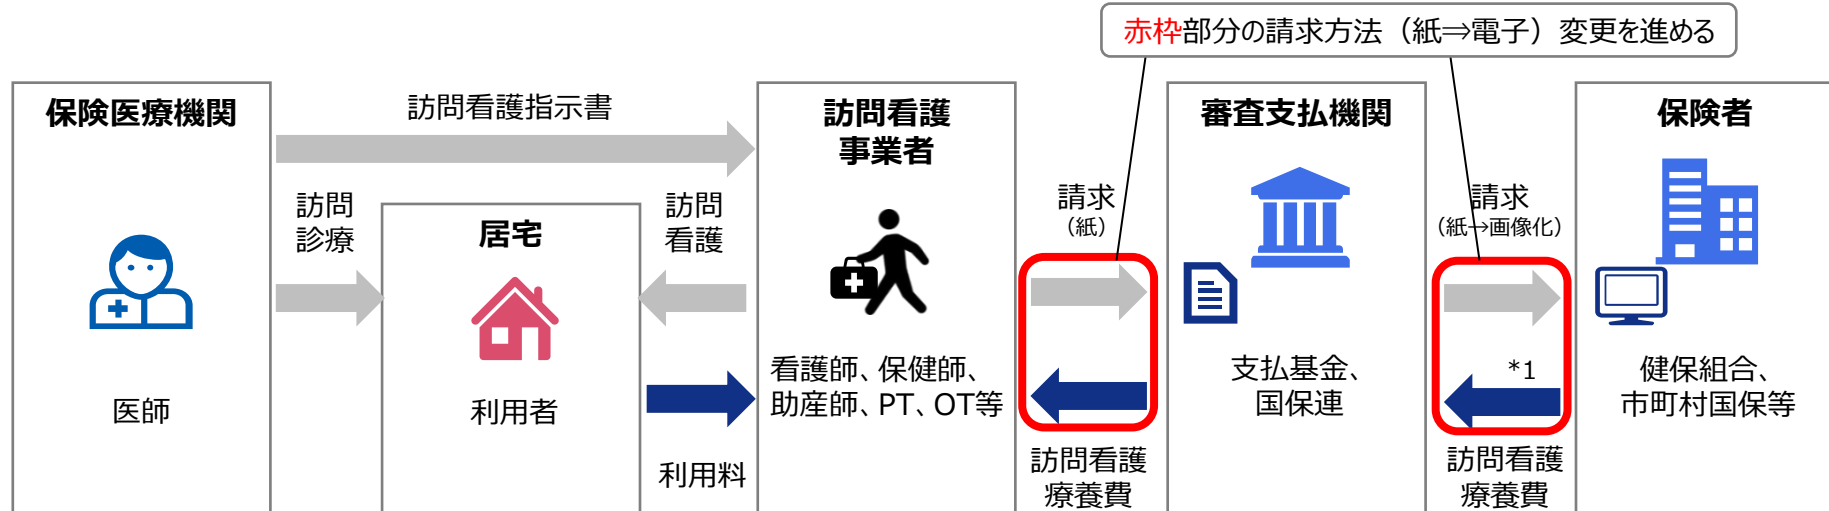 赤枠部分の請求方法（紙⇒電子）変更を進める
保険医療機関
訪問看護指示書
訪問看護
事業者
審査支払機関
保険者
訪問
診療
居宅
訪問
看護
請求
（紙）
請求
（紙→画像化）
医師
利用者
看護師、保健師、
助産師、PT、OT等
支払基金、
国保連
*1
健保組合、
市町村国保等
利用料
訪問看護
療養費
訪問看護
療養費